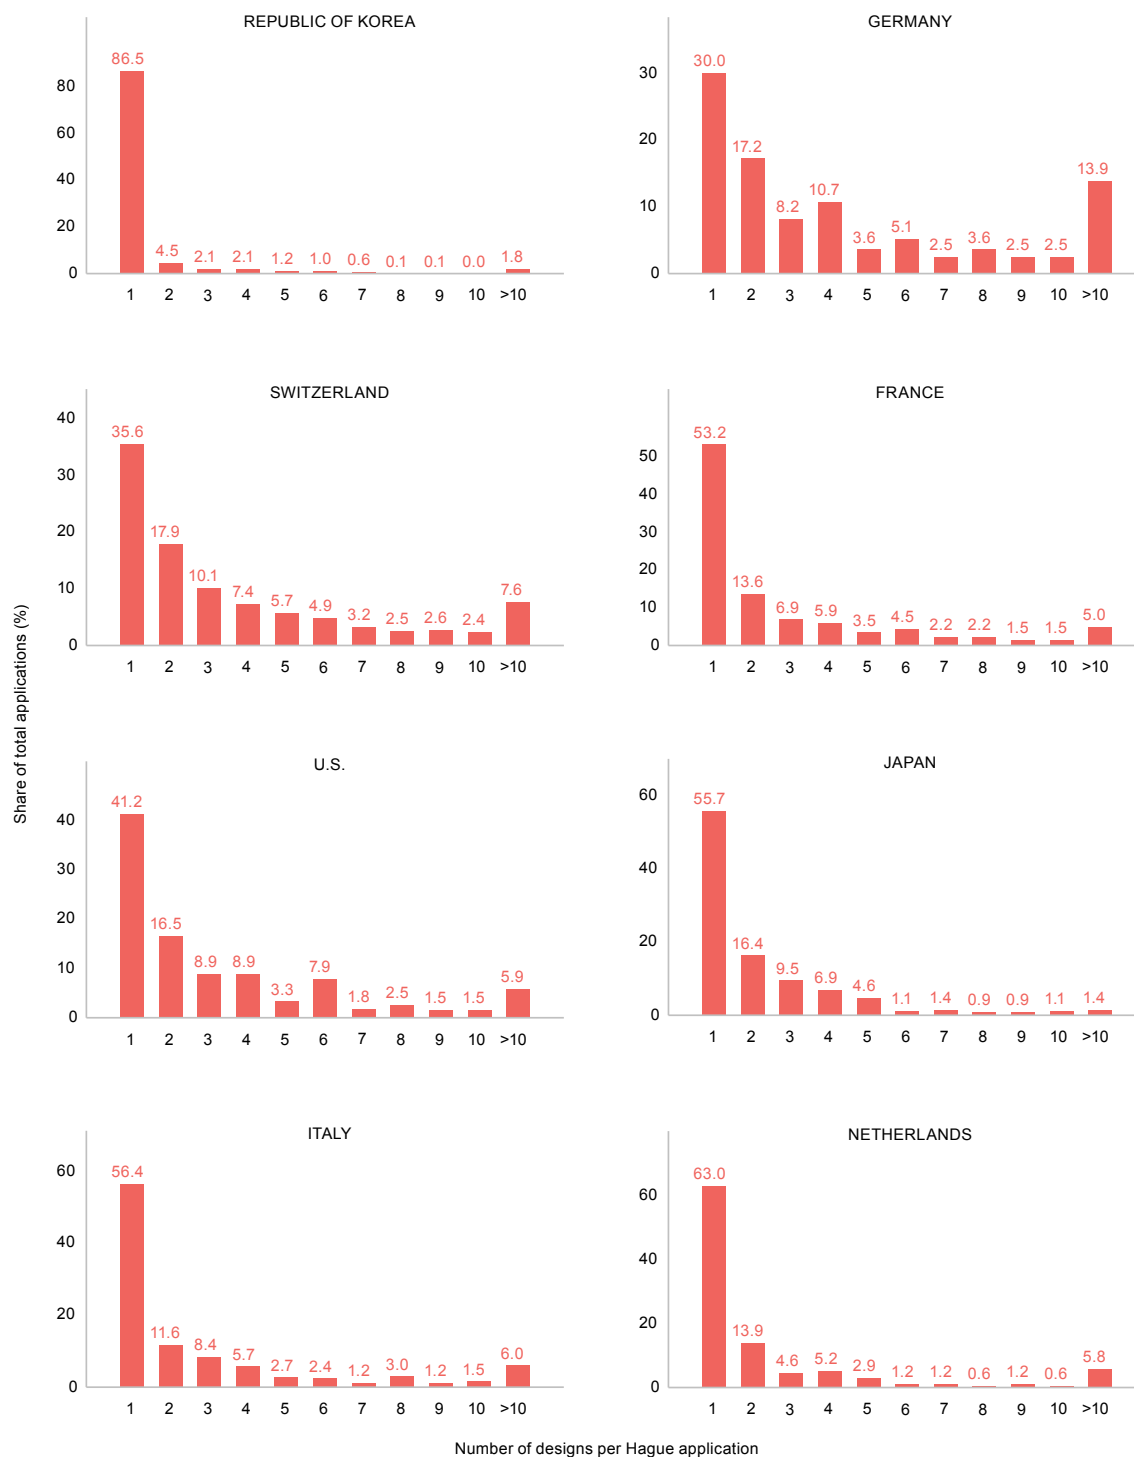 REPUBLIC OF KOREA
86.5 4.5 2.1 2.1 1.2 1.0 0.6 0.1 0.1 0.0 1.8
80
60
40
20
0
1 2 3 4 5 6 7 8 9 10 >10
GERMANY
30.0 17.2 8.2 10.7 3.6 5.1 2.5 3.6 2.5 2.5 13.9
30
20
10
0
1 2 3 4 5 6 7 8 9 10 >10
SWITZERLAND
35.6 17.9 10.1 7.4 5.7 4.9 3.2 2.5 2.6 2.4 7.6
40
30
20
10
0
1 2 3 4 5 6 7 8 9 10 >10
FRANCE
53.2 13.6 6.9 5.9 3.5 4.5 2.2 2.2 1.5 1.5 5.0
50
40
30
20
10
0
1 2 3 4 5 6 7 8 9 10 >10
Share of total applications (%)
U.S.
41.2 16.5 8.9 8.9 3.3 7.9 1.8 2.5 1.5 1.5 5.9
40
30
20
10
0
1 2 3 4 5 6 7 8 9 10 >10
JAPAN
55.7 16.4 9.5 6.9 4.6 1.1 1.4 0.9 0.9 1.1 1.4
60
40
20
0
1 2 3 4 5 6 7 8 9 10 >10
ITALY
56.4 11.6 8.4 5.7 2.7 2.4 1.2 3.0 1.2 1.5 6.0
60
40
20
0
1 2 3 4 5 6 7 8 9 10 >10
NETHERLANDS
63.0 13.9 4.6 5.2 2.9 1.2 1.2 0.6 1.2 0.6 5.8
60
40
20
0
1 2 3 4 5 6 7 8 9 10 >10
Number of designs per Hague application